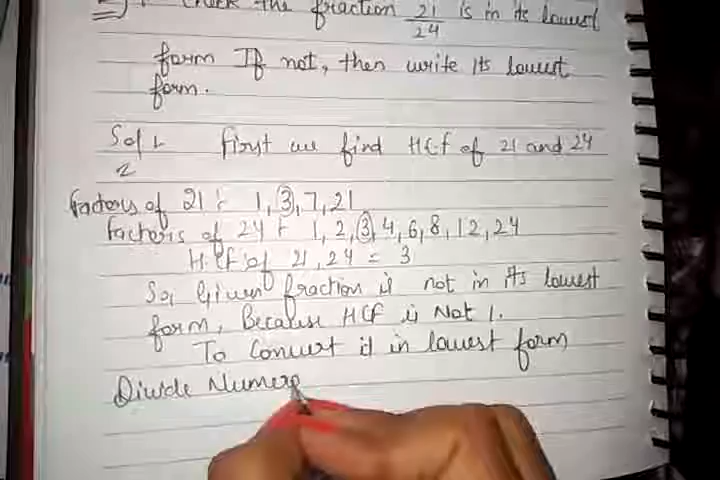 Check the fraction 21/24 is in its lowest
form If not, then write its lowest
form.
Sol 2 First we find HCF of 21 and 24
Factors of 21 : 1, 3, 7, 21
Factors of 24 : 1, 2, 3, 4, 6, 8, 12, 24
HCF of 21, 24 = 3
So, Given fraction is not in its lowest
form, Because HCF is Not 1.
To Convert it in lowest form
Divide Numera